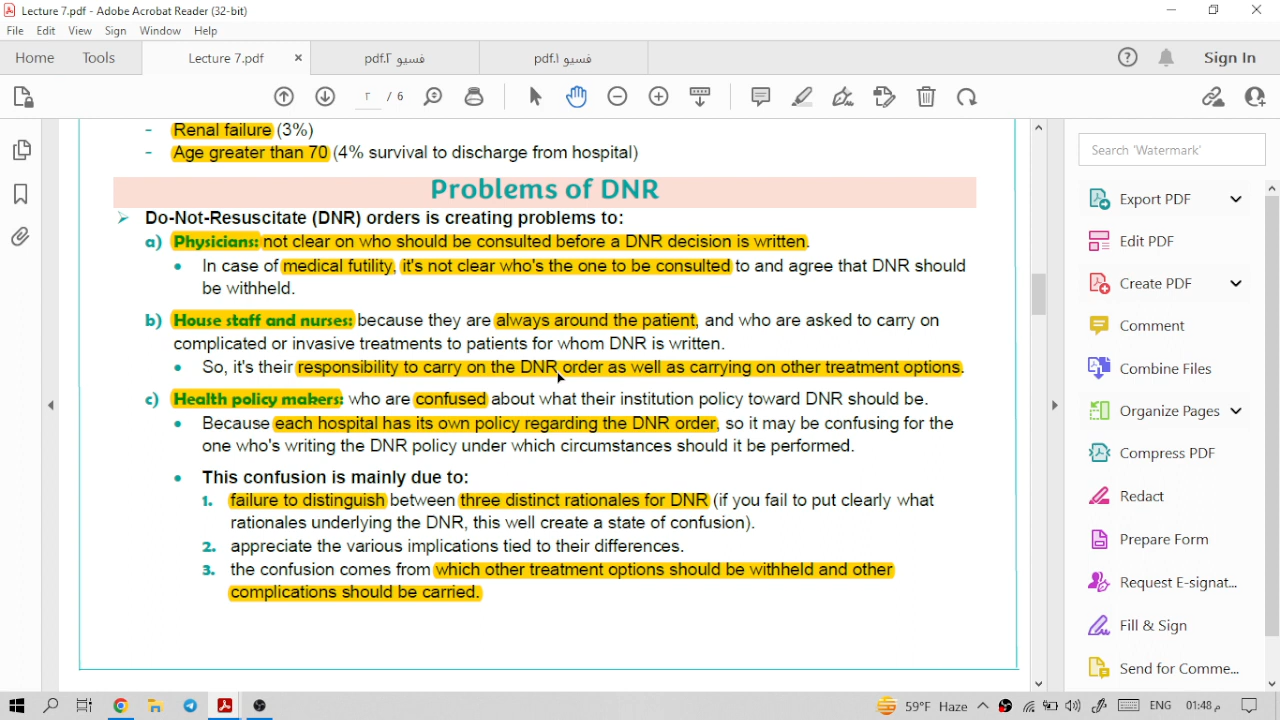 Lecture 7.pdf - Adobe Acrobat Reader (32-bit)
File Edit View Sign Window Help
Home Tools Lecture 7.pdf × فسيو ٢.pdf فسيو ١.pdf Sign In
٣ / 6
- Renal failure (3%)
- Age greater than 70 (4% survival to discharge from hospital)
Problems of DNR
➢ Do-Not-Resuscitate (DNR) orders is creating problems to:
a) Physicians: not clear on who should be consulted before a DNR decision is written.
• In case of medical futility, it's not clear who's the one to be consulted to and agree that DNR should
be withheld.
b) House staff and nurses: because they are always around the patient, and who are asked to carry on
complicated or invasive treatments to patients for whom DNR is written.
• So, it's their responsibility to carry on the DNR order as well as carrying on other treatment options.
c) Health policy makers: who are confused about what their institution policy toward DNR should be.
• Because each hospital has its own policy regarding the DNR order, so it may be confusing for the
one who's writing the DNR policy under which circumstances should it be performed.
• This confusion is mainly due to:
1. failure to distinguish between three distinct rationales for DNR (if you fail to put clearly what
rationales underlying the DNR, this well create a state of confusion).
2. appreciate the various implications tied to their differences.
3. the confusion comes from which other treatment options should be withheld and other
complications should be carried.
Search 'Watermark'
Export PDF
Edit PDF
Create PDF
Comment
Combine Files
Organize Pages
Compress PDF
Redact
Prepare Form
Request E-signat...
Fill & Sign
Send for Comme...
59°F Haze ENG 01:48 م